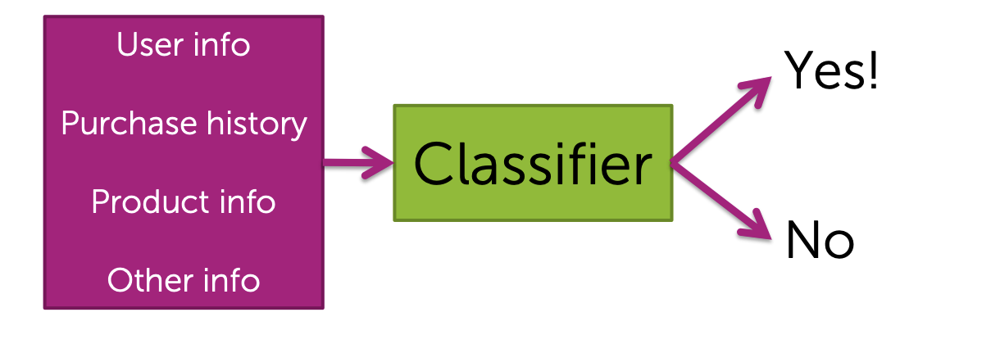 User info
Purchase history
Product info
Other info
Classifier
Yes!
No